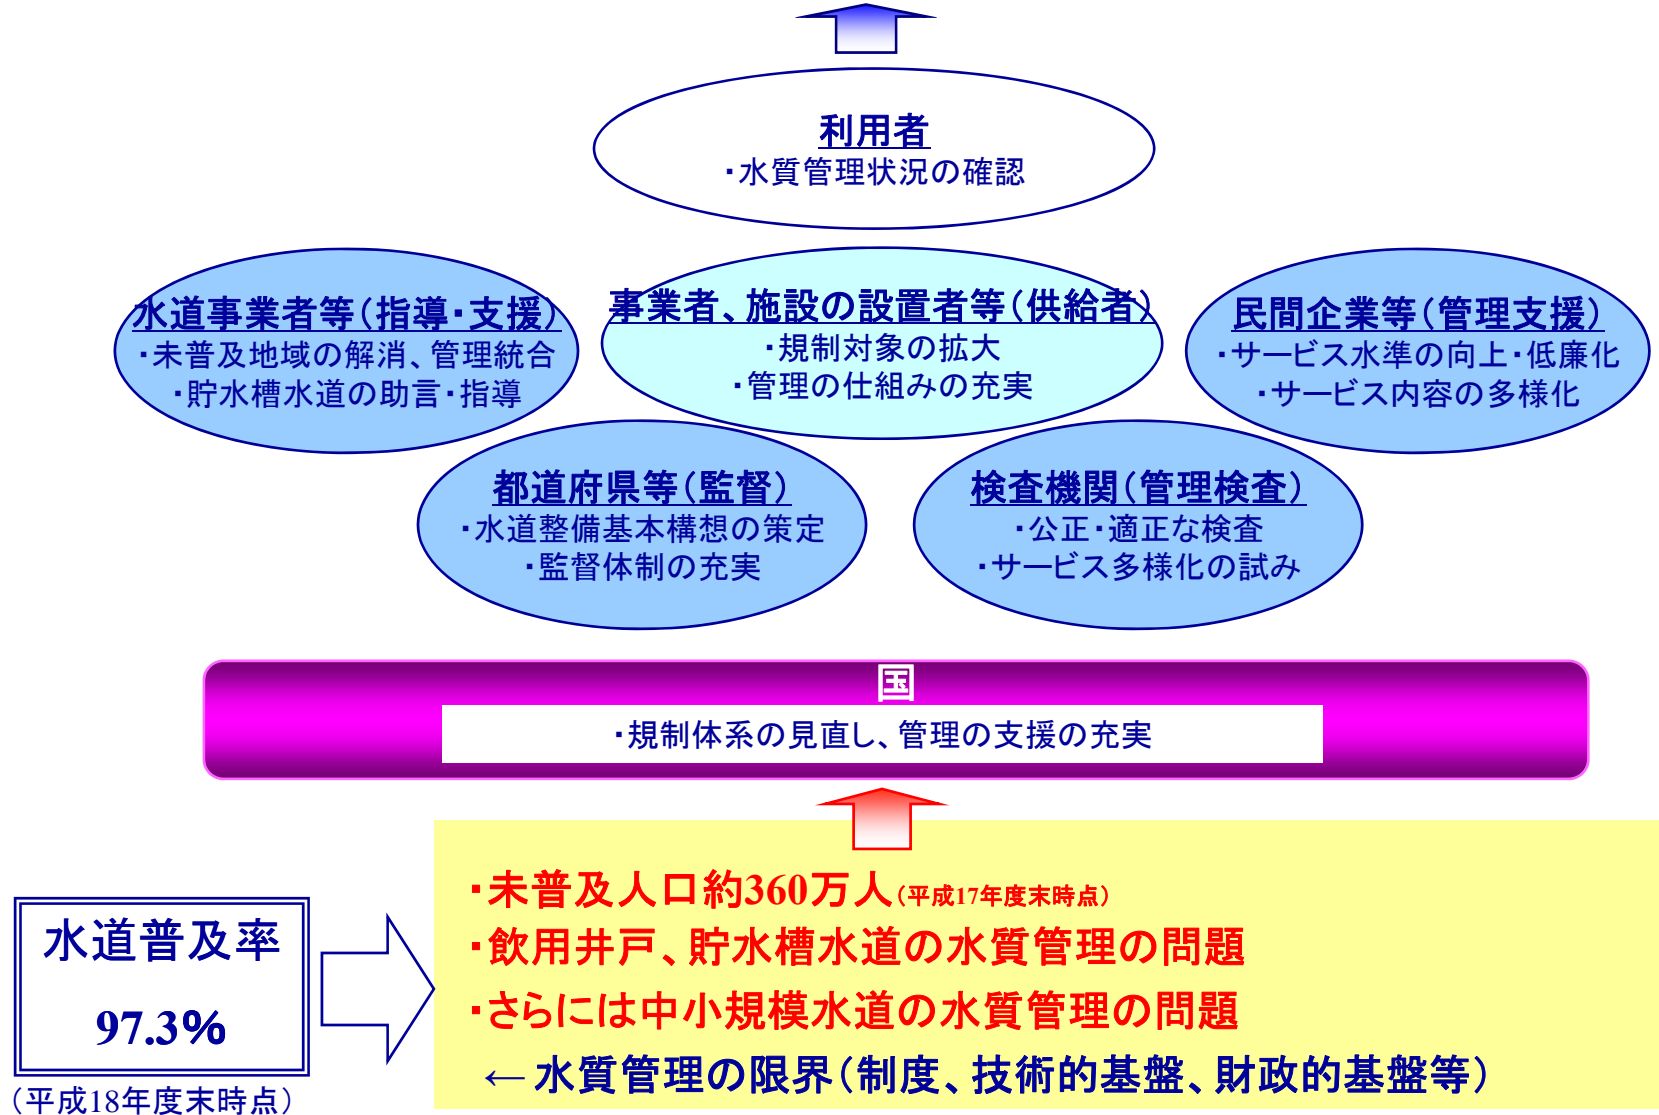 利用者
・水質管理状況の確認
水道事業者等（指導・支援）
・未普及地域の解消、管理統合
・貯水槽水道の助言・指導
事業者、施設の設置者等（供給者）
・規制対象の拡大
・管理の仕組みの充実
民間企業等（管理支援）
・サービス水準の向上・低廉化
・サービス内容の多様化
都道府県等（監督）
・水道整備基本構想の策定
・監督体制の充実
検査機関（管理検査）
・公正・適正な検査
・サービス多様化の試み
国
・規制体系の見直し、管理の支援の充実
水道普及率
97.3%
（平成18年度末時点）
・未普及人口約360万人（平成17年度末時点）
・飲用井戸、貯水槽水道の水質管理の問題
・さらには中小規模水道の水質管理の問題
←水質管理の限界（制度、技術的基盤、財政的基盤等）